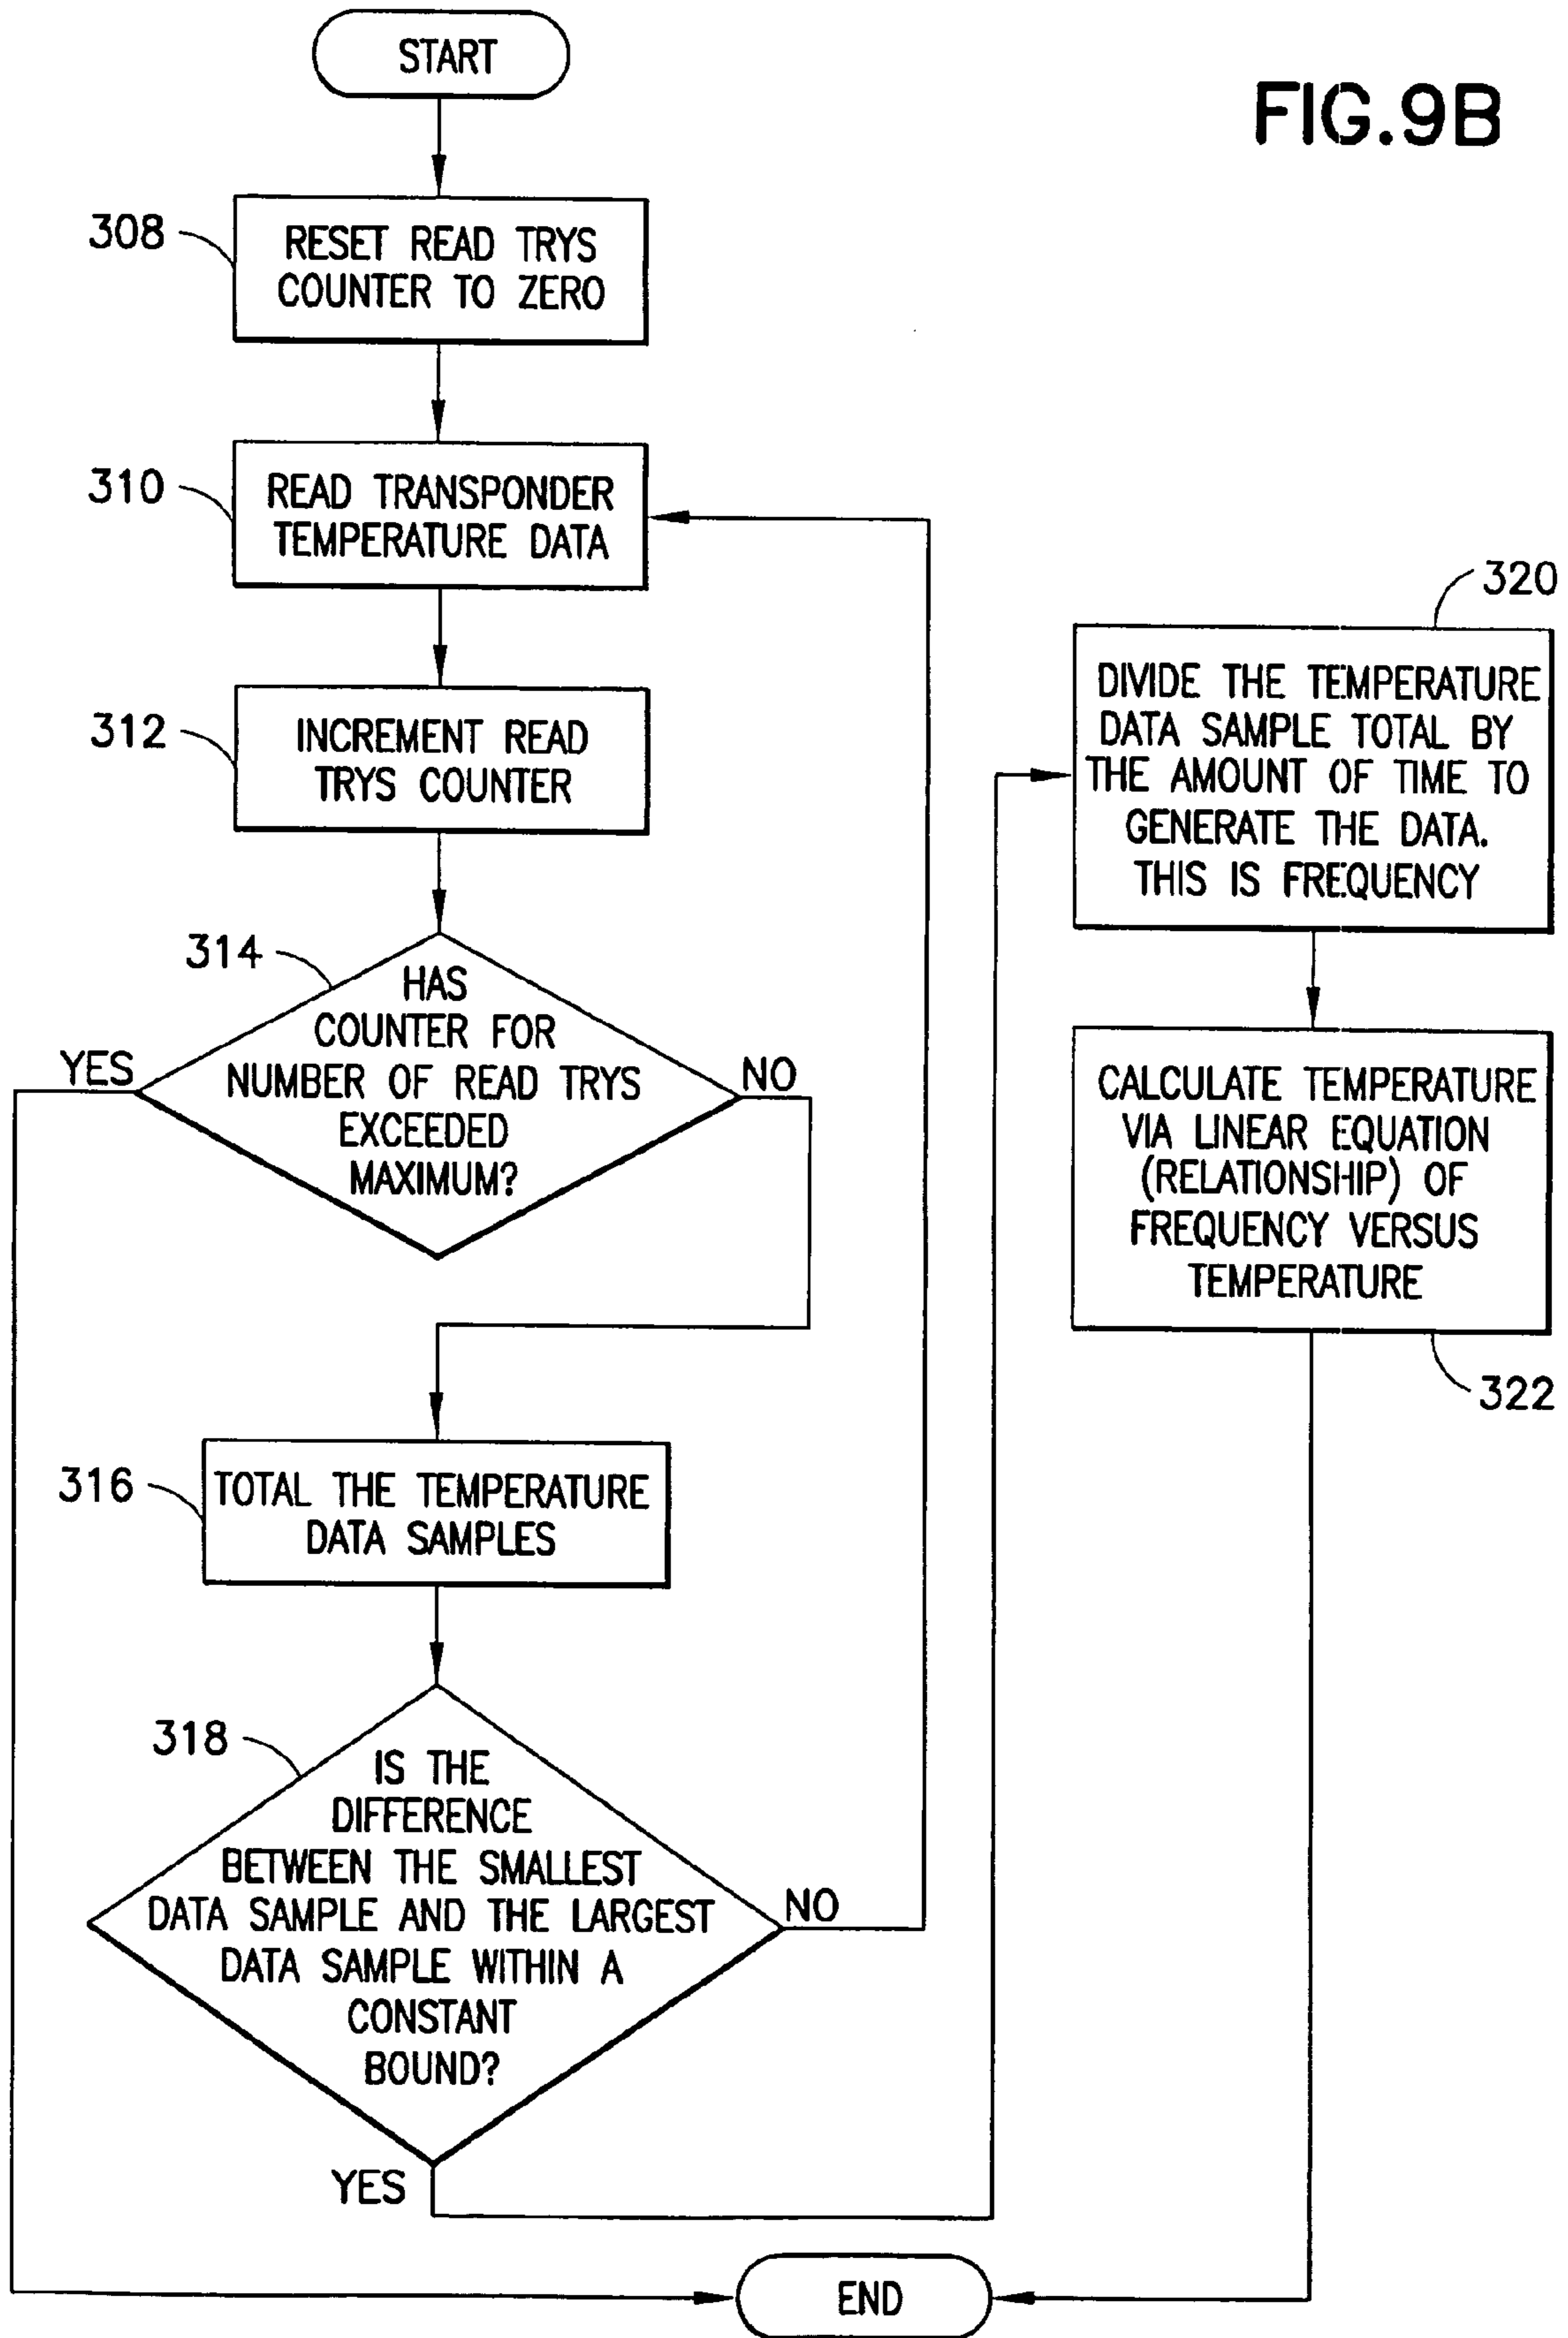 START
FIG.9B
308
RESET READ TRYS
COUNTER TO ZERO
310
READ TRANSPONDER
TEMPERATURE DATA
312
INCREMENT READ
TRYS COUNTER
314
HAS
COUNTER FOR
NUMBER OF READ TRYS
EXCEEDED
MAXIMUM?
YES
NO
316
TOTAL THE TEMPERATURE
DATA SAMPLES
318
IS THE
DIFFERENCE
BETWEEN THE SMALLEST
DATA SAMPLE AND THE LARGEST
DATA SAMPLE WITHIN A
CONSTANT
BOUND?
NO
YES
320
DIVIDE THE TEMPERATURE
DATA SAMPLE TOTAL BY
THE AMOUNT OF TIME TO
GENERATE THE DATA.
THIS IS FREQUENCY
CALCULATE TEMPERATURE
VIA LINEAR EQUATION
(RELATIONSHIP) OF
FREQUENCY VERSUS
TEMPERATURE
322
END